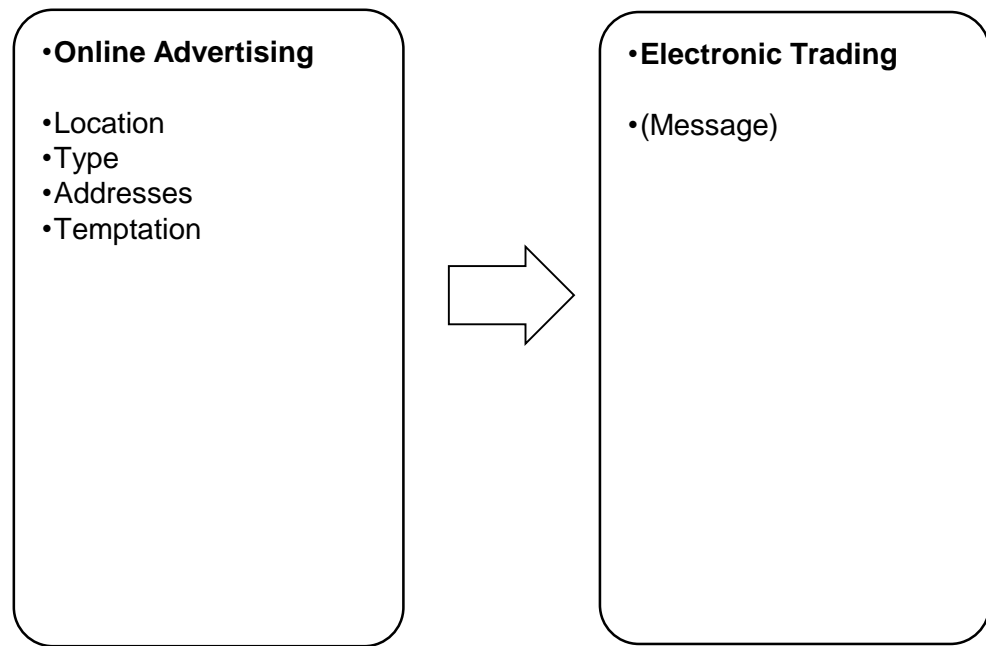 •Online Advertising
•Location
•Type
•Addresses
•Temptation
•Electronic Trading
•(Message)